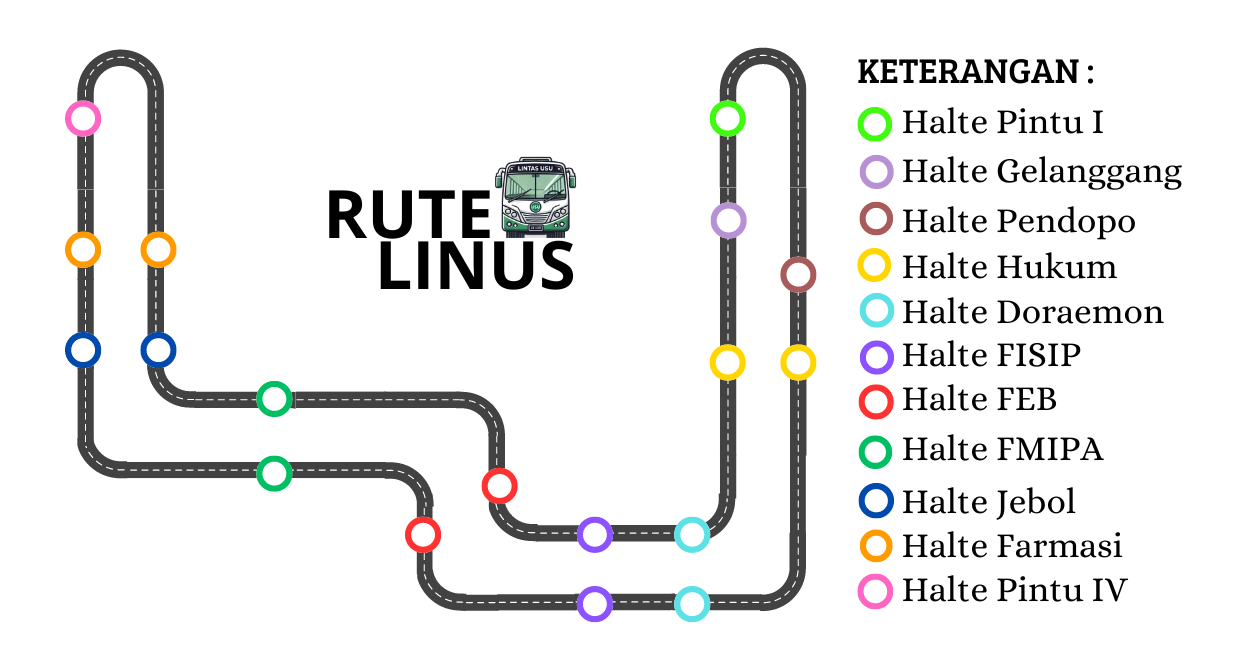 LINTAS USU
RUTE
LINUS
KETERANGAN :
Halte Pintu I
Halte Gelanggang
Halte Pendopo
Halte Hukum
Halte Doraemon
Halte FISIP
Halte FEB
Halte FMIPA
Halte Jebol
Halte Farmasi
Halte Pintu IV